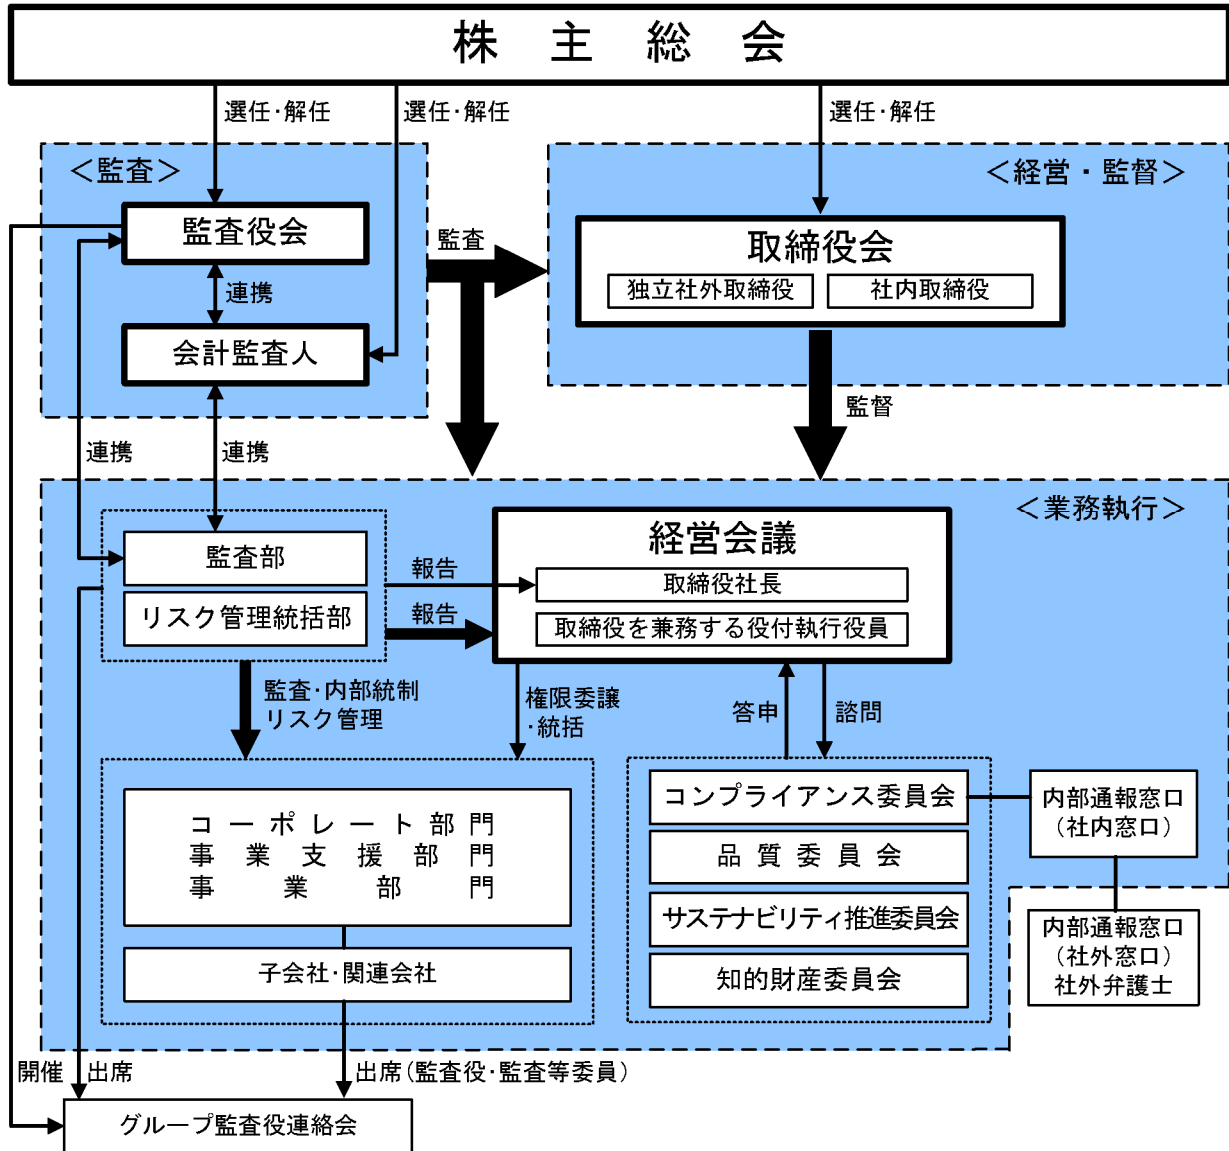 株主総会
選任・解任
選任・解任
選任・解任
＜監査＞
＜経営・監督＞
監査役会
監査
取締役会
独立社外取締役
社内取締役
連携
会計監査人
監督
連携
連携
＜業務執行＞
経営会議
監査部
報告
取締役社長
リスク管理統括部
報告
取締役を兼務する役付執行役員
監査・内部統制
リスク管理
権限委譲
・統括
答申
諮問
コンプライアンス委員会
内部通報窓口
（社内窓口）
コーポレート部門
事業支援部門
事業部門
品質委員会
サステナビリティ推進委員会
内部通報窓口
（社外窓口）
社外弁護士
子会社・関連会社
知的財産委員会
開催
出席
出席（監査役・監査等委員）
グループ監査役連絡会